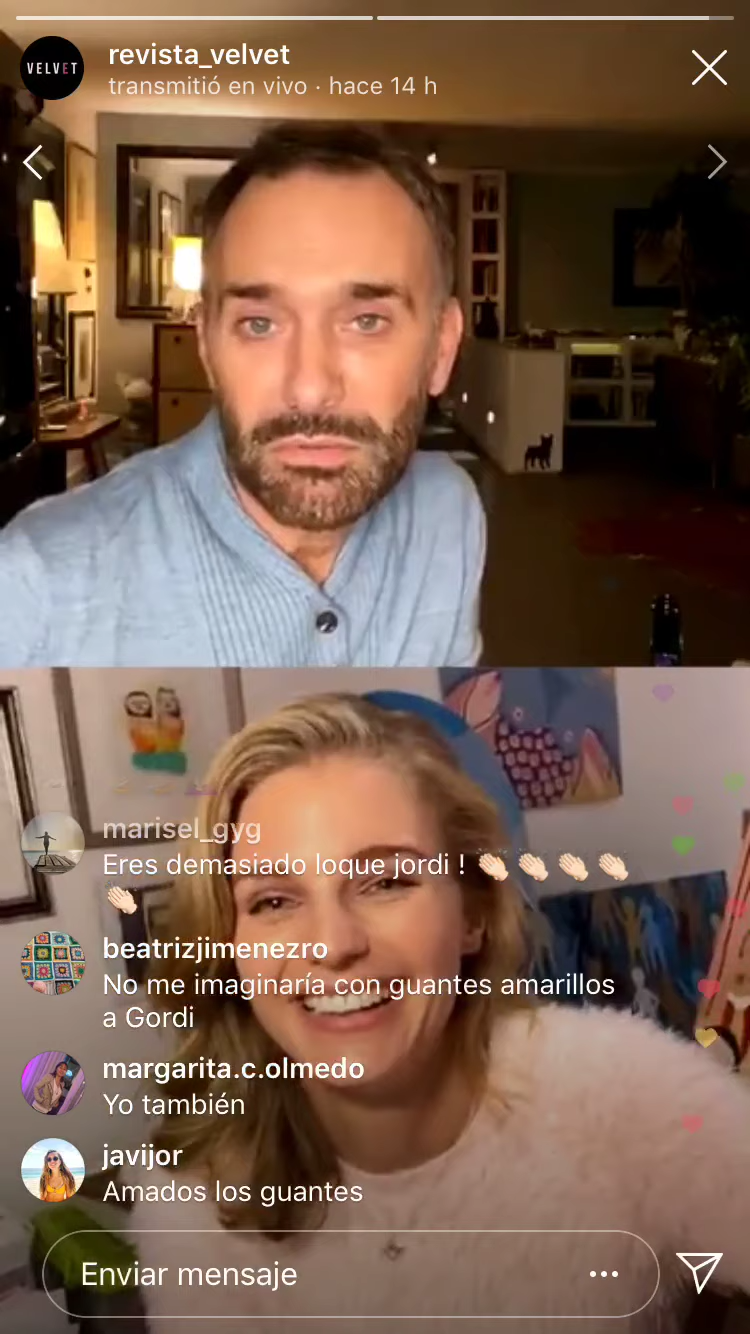 VELVET
revista_velvet
transmitió en vivo · hace 14 h
marisel_gyg
Eres demasiado loque jordi ! 👏🏻 👏🏻 👏🏻 👏🏻
👏🏻
beatrizjimenezro
No me imaginaría con guantes amarillos
a Gordi
margarita.c.olmedo
Yo también
javijor
Amados los guantes
Enviar mensaje